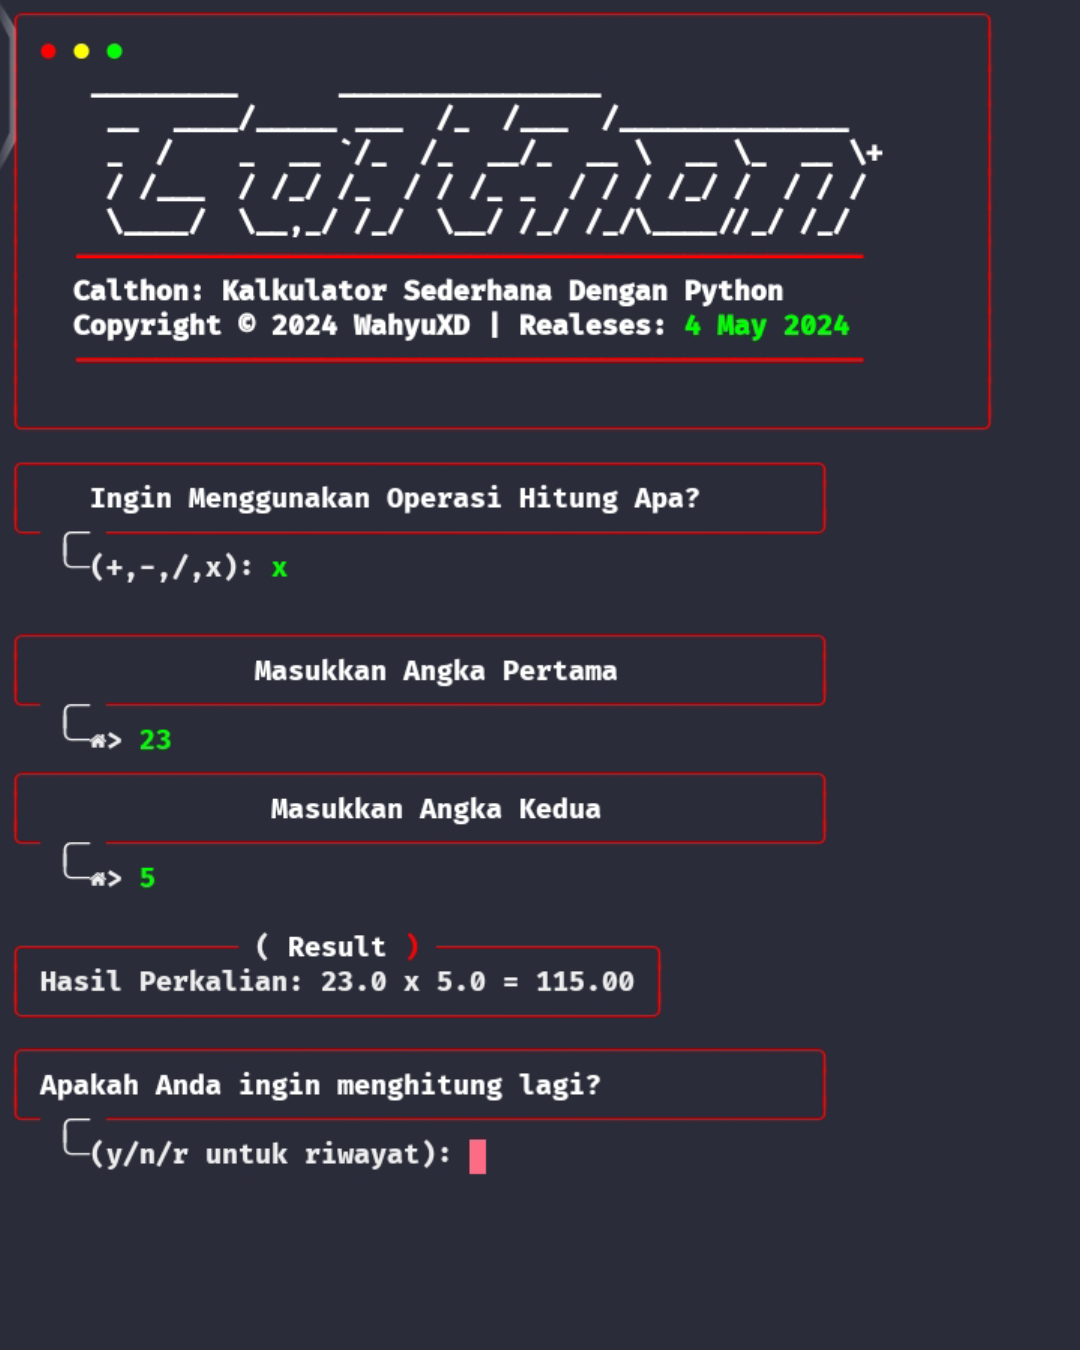 Calthon+
Calthon: Kalkulator Sederhana Dengan Python
Copyright © 2024 WahyuXD | Realeses: 4 May 2024
Ingin Menggunakan Operasi Hitung Apa?
(+,-,/,x): x
Masukkan Angka Pertama
> 23
Masukkan Angka Kedua
> 5
( Result )
Hasil Perkalian: 23.0 x 5.0 = 115.00
Apakah Anda ingin menghitung lagi?
(y/n/r untuk riwayat):